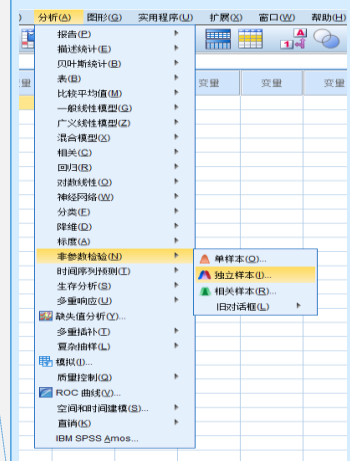 ) 分析(A) 图形(G) 实用程序(U) 扩展(X) 窗口(W) 帮助(H)
报告(P)
描述统计(E)
贝叶斯统计(B)
表(B)
比较平均值(M)
一般线性模型(G)
广义线性模型(Z)
混合模型(X)
相关(C)
回归(R)
对数线性(O)
神经网络(W)
分类(F)
降维(D)
标度(A)
非参数检验(N)
时间序列预测(T)
生存分析(S)
多重响应(U)
缺失值分析(Y)...
多重插补(T)
复杂抽样(L)
模拟(I)...
质量控制(Q)
ROC 曲线(V)...
空间和时间建模(S)...
直销(K)
IBM SPSS Amos...
单样本(O)...
独立样本(I)...
相关样本(R)...
旧对话框(L)
量 变量 变量 变量
A
1